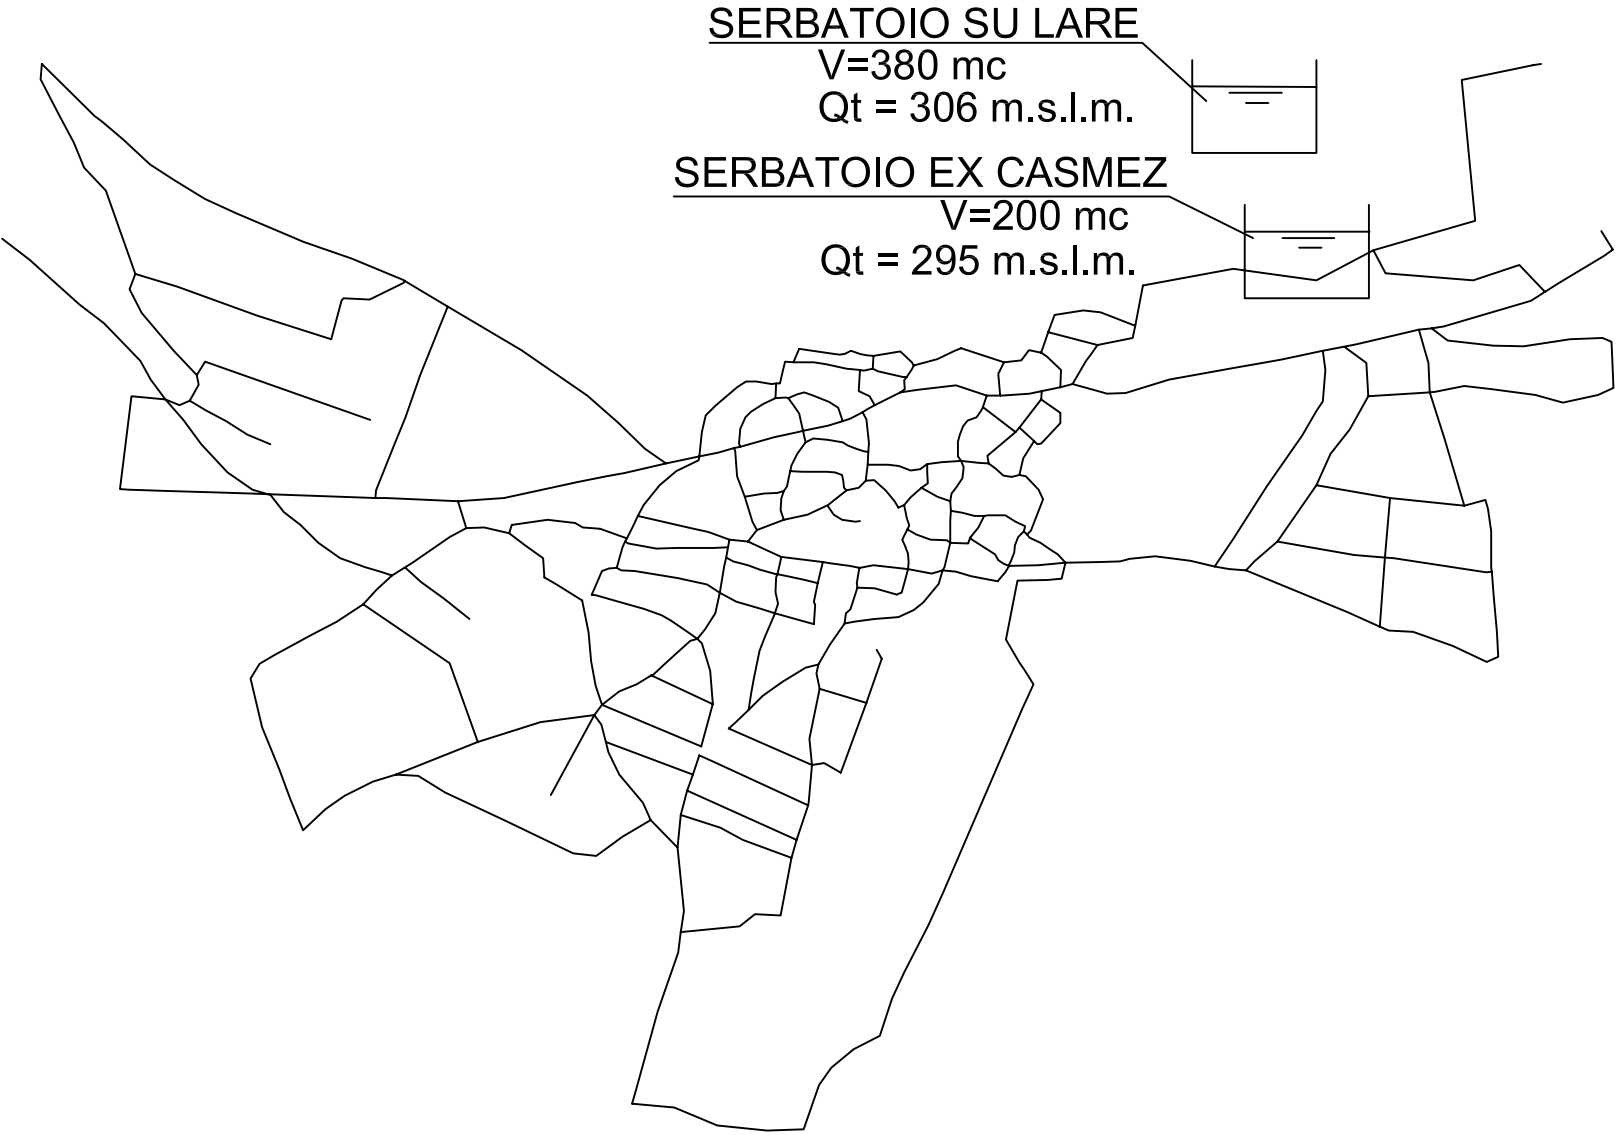 SERBATOIO SU LARE
V=380 mc
Qt = 306 m.s.l.m.
SERBATOIO EX CASMEZ
V=200 mc
Qt = 295 m.s.l.m.